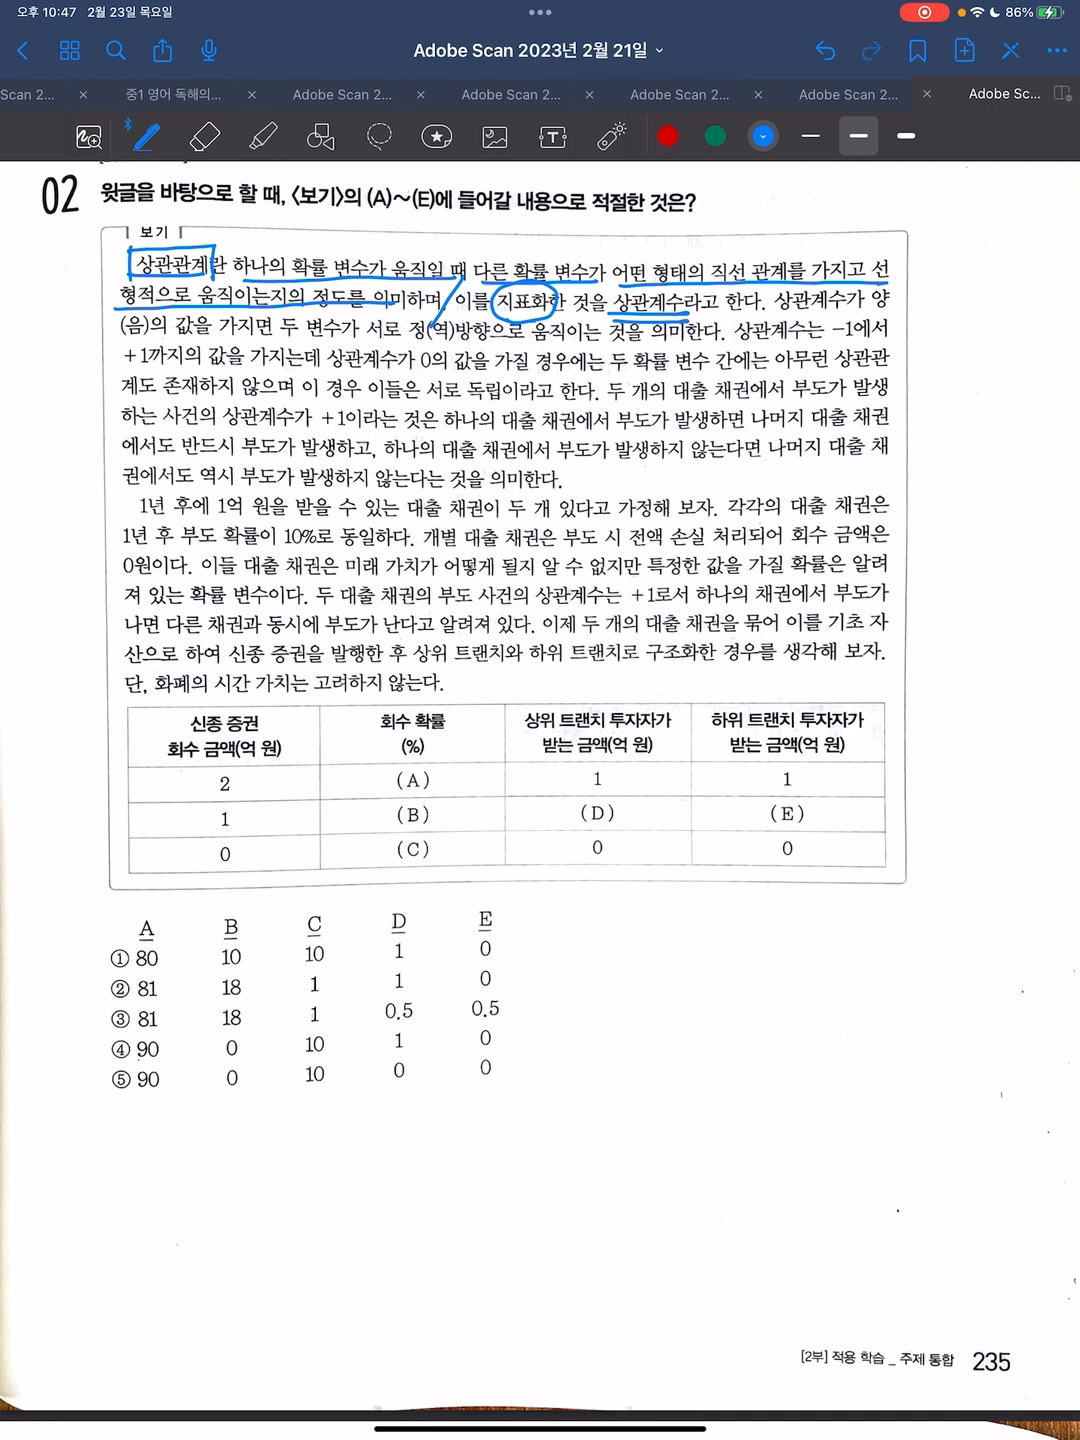 오후 10:47 2월 23일 목요일 86%
Adobe Scan 2023년 2월 21일
Scan 2... × 중1 영어 독해의... × Adobe Scan 2... × Adobe Scan 2... × Adobe Scan 2... × Adobe Scan 2... × Adobe Sc...
02 윗글을 바탕으로 할 때, 〈보기〉의 (A)~(E)에 들어갈 내용으로 적절한 것은?
보기
상관관계란 하나의 확률 변수가 움직일 때 다른 확률 변수가 어떤 형태의 직선 관계를 가지고 선
형적으로 움직이는지의 정도를 의미하며, 이를 지표화한 것을 상관계수라고 한다. 상관계수가 양
(음)의 값을 가지면 두 변수가 서로 정(역)방향으로 움직이는 것을 의미한다. 상관계수는 −1에서
+1까지의 값을 가지는데 상관계수가 0의 값을 가질 경우에는 두 확률 변수 간에는 아무런 상관관
계도 존재하지 않으며 이 경우 이들은 서로 독립이라고 한다. 두 개의 대출 채권에서 부도가 발생
하는 사건의 상관계수가 +1이라는 것은 하나의 대출 채권에서 부도가 발생하면 나머지 대출 채권
에서도 반드시 부도가 발생하고, 하나의 대출 채권에서 부도가 발생하지 않는다면 나머지 대출 채
권에서도 역시 부도가 발생하지 않는다는 것을 의미한다.
1년 후에 1억 원을 받을 수 있는 대출 채권이 두 개 있다고 가정해 보자. 각각의 대출 채권은
1년 후 부도 확률이 10%로 동일하다. 개별 대출 채권은 부도 시 전액 손실 처리되어 회수 금액은
0원이다. 이들 대출 채권은 미래 가치가 어떻게 될지 알 수 없지만 특정한 값을 가질 확률은 알려
져 있는 확률 변수이다. 두 대출 채권의 부도 사건의 상관계수는 +1로서 하나의 채권에서 부도가
나면 다른 채권과 동시에 부도가 난다고 알려져 있다. 이제 두 개의 대출 채권을 묶어 이를 기초 자
산으로 하여 신종 증권을 발행한 후 상위 트랜치와 하위 트랜치로 구조화한 경우를 생각해 보자.
단, 화폐의 시간 가치는 고려하지 않는다.
신종 증권 회수 확률 상위 트랜치 투자자가 하위 트랜치 투자자가
회수 금액(억 원) (%) 받는 금액(억 원) 받는 금액(억 원)
2 (A) 1 1
1 (B) (D) (E)
0 (C) 0 0
A B C D E
① 80 10 10 1 0
② 81 18 1 1 0
③ 81 18 1 0.5 0.5
④ 90 0 10 1 0
⑤ 90 0 10 0 0
[2부] 적용 학습 _ 주제 통합 235